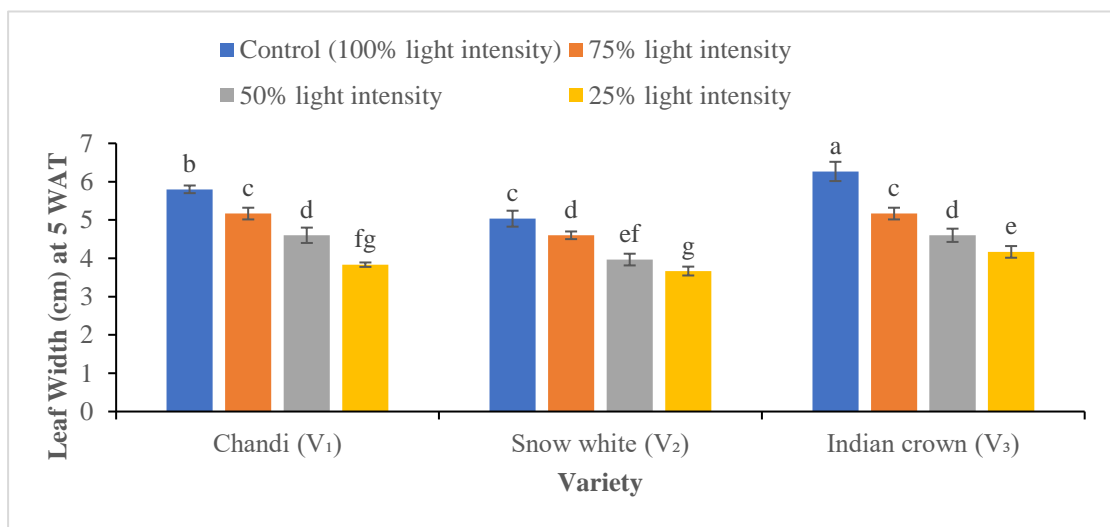 Control (100% light intensity) 75% light intensity
50% light intensity 25% light intensity
Leaf Width (cm) at 5 WAT
7
6
5
4
3
2
1
0
b c d fg
c d ef g
a c d e
Chandi (V₁) Snow white (V₂) Indian crown (V₃)
Variety